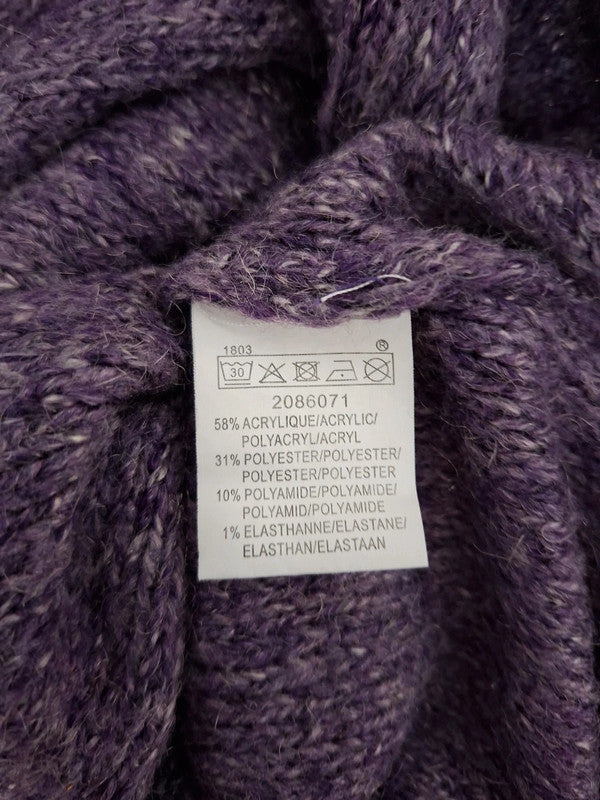 1803 ®
30
2086071
58% ACRYLIQUE/ACRYLIC/
POLYACRYL/ACRYL
31% POLYESTER/POLYESTER/
POLYESTER/POLYESTER
10% POLYAMIDE/POLYAMIDE/
POLYAMID/POLYAMIDE
1% ELASTHANNE/ELASTANE/
ELASTHAN/ELASTAAN